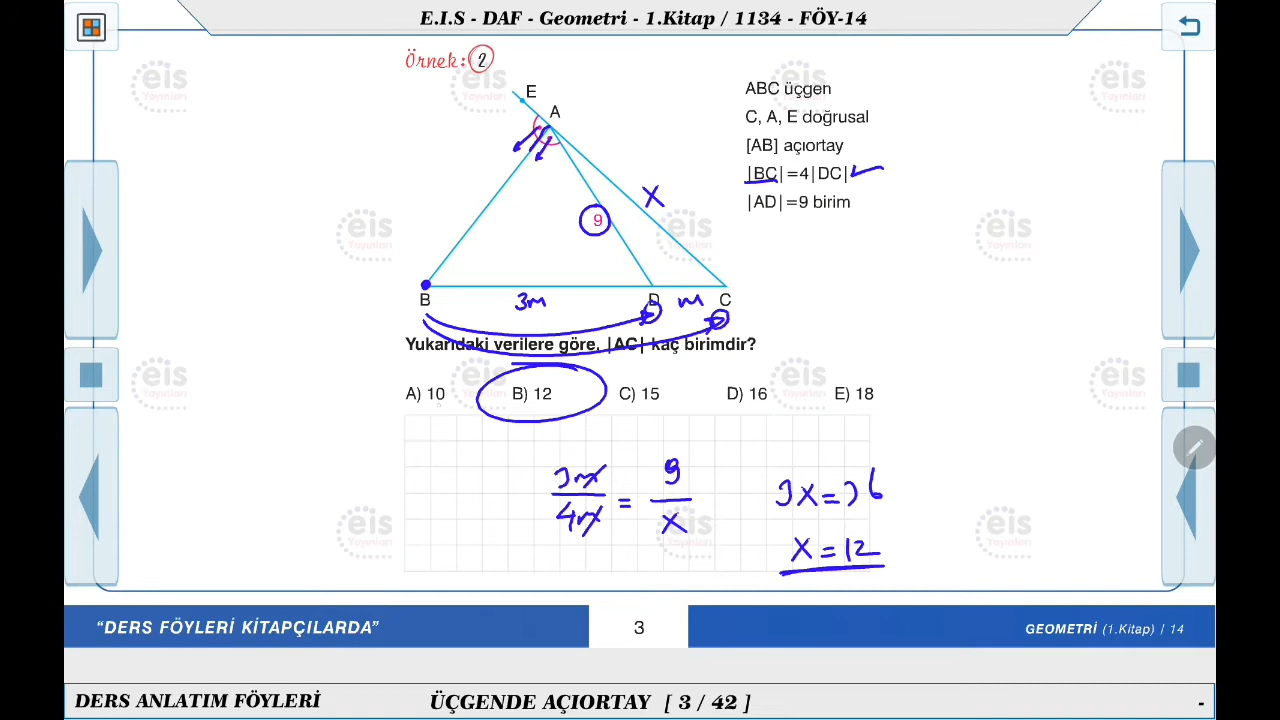 E.I.S - DAF - Geometri - 1.Kitap / 1134 - FÖY-14
Örnek: 2
E
A
B
D
C
9
X
3m
m
ABC üçgen
C, A, E doğrusal
[AB] açıortay
|BC|=4|DC|
|AD|=9 birim
Yukarıdaki verilere göre, |AC| kaç birimdir?
A) 10 B) 12 C) 15 D) 16 E) 18
3m/4m = 9/x
3x=36
x=12
eis Yayınları
"DERS FÖYLERİ KİTAPÇILARDA"
3
GEOMETRİ (1.Kitap) / 14
DERS ANLATIM FÖYLERİ ÜÇGENDE AÇIORTAY [ 3 / 42 ] -